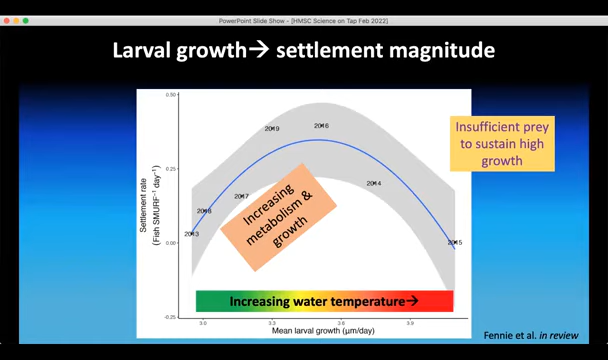 PowerPoint Slide Show - [HMSC Science on Tap Feb 2022]
Larval growth→ settlement magnitude
0.50
0.25
0.00
-0.25
Settlement rate
(Fish SMURF⁻¹ day⁻¹)
2019
2016
2014
2017
2018
2013
2015
Increasing
metabolism &
growth
Insufficient prey
to sustain high
growth
Increasing water temperature→
3.0
3.3
3.6
3.9
Mean larval growth (μm/day)
Fennie et al. in review